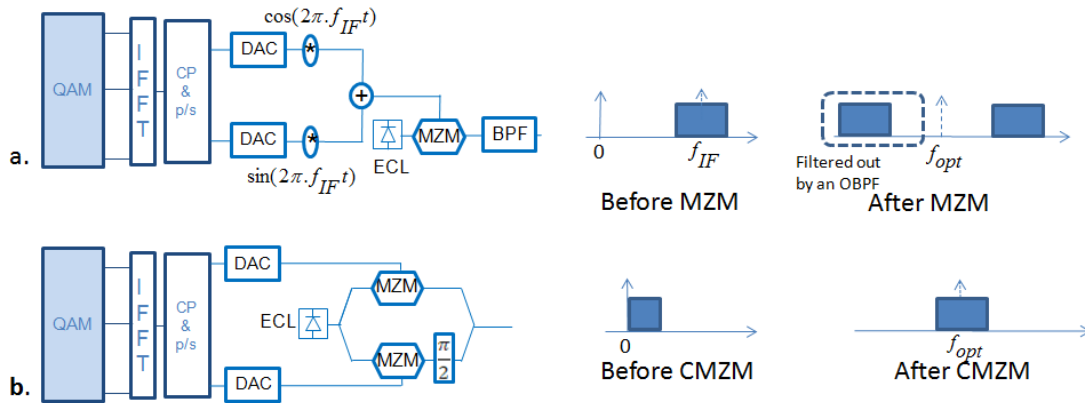 cos(2π.f_IF t)
QAM
IFFT
CP & p/s
DAC
*
+
DAC
*
sin(2π.f_IF t)
ECL
MZM
BPF
a.
0
f_IF
Before MZM
Filtered out
by an OBPF
f_opt
After MZM
QAM
IFFT
CP & p/s
DAC
MZM
ECL
MZM
π/2
DAC
b.
0
Before CMZM
f_opt
After CMZM